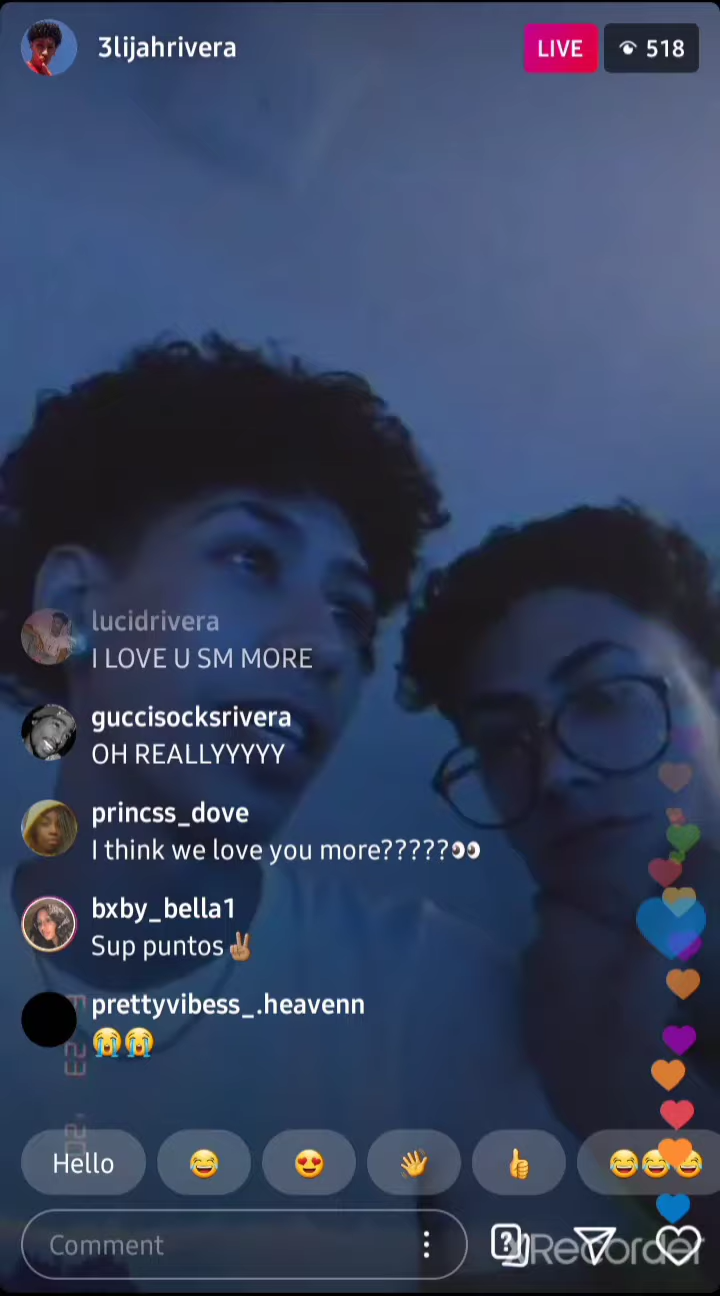 3lijahrivera
LIVE
518
lucidrivera
I LOVE U SM MORE
guccisocksrivera
OH REALLYYYYY
princss_dove
I think we love you more?????👀
bxby_bella1
Sup puntos✌🏽
prettyvibess_.heavenn
😭😭
Hello
😂
😍
👋
👍
😂😂😂
Comment
XRecorder